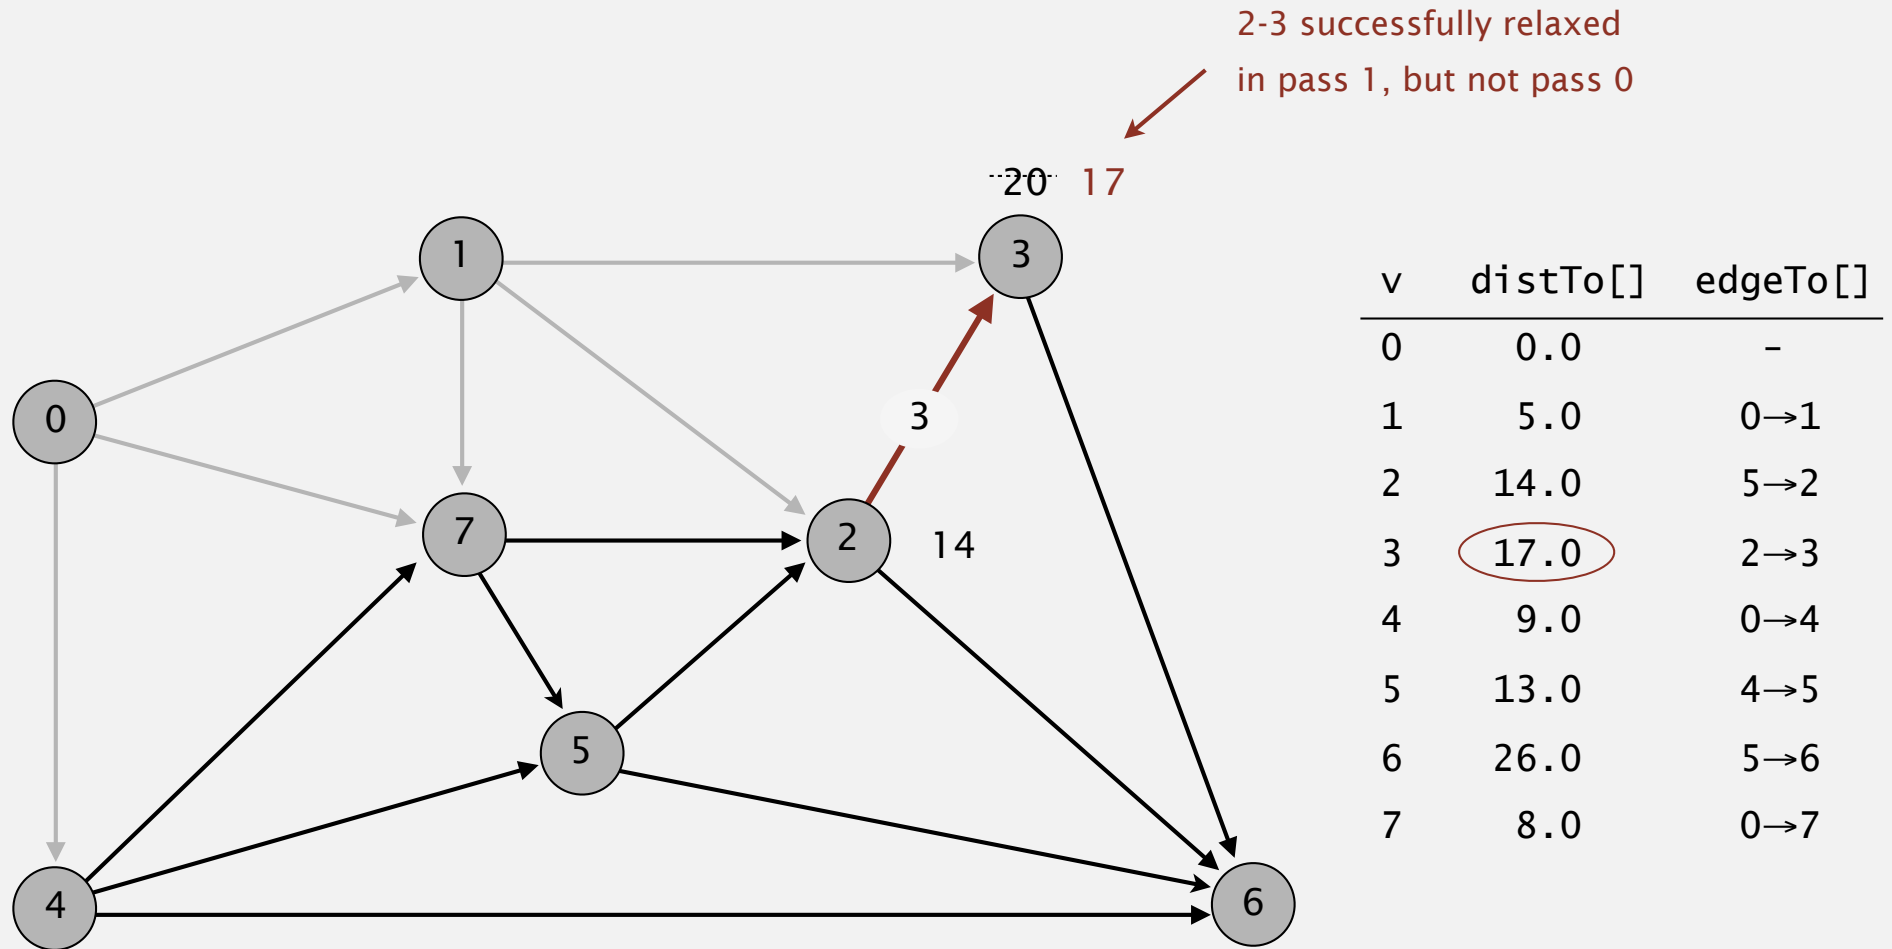 2-3 successfully relaxed
in pass 1, but not pass 0
20 17
1
3
0
3
7
2
14
5
4
6
v distTo[] edgeTo[]
0 0.0 –
1 5.0 0→1
2 14.0 5→2
3 17.0 2→3
4 9.0 0→4
5 13.0 4→5
6 26.0 5→6
7 8.0 0→7